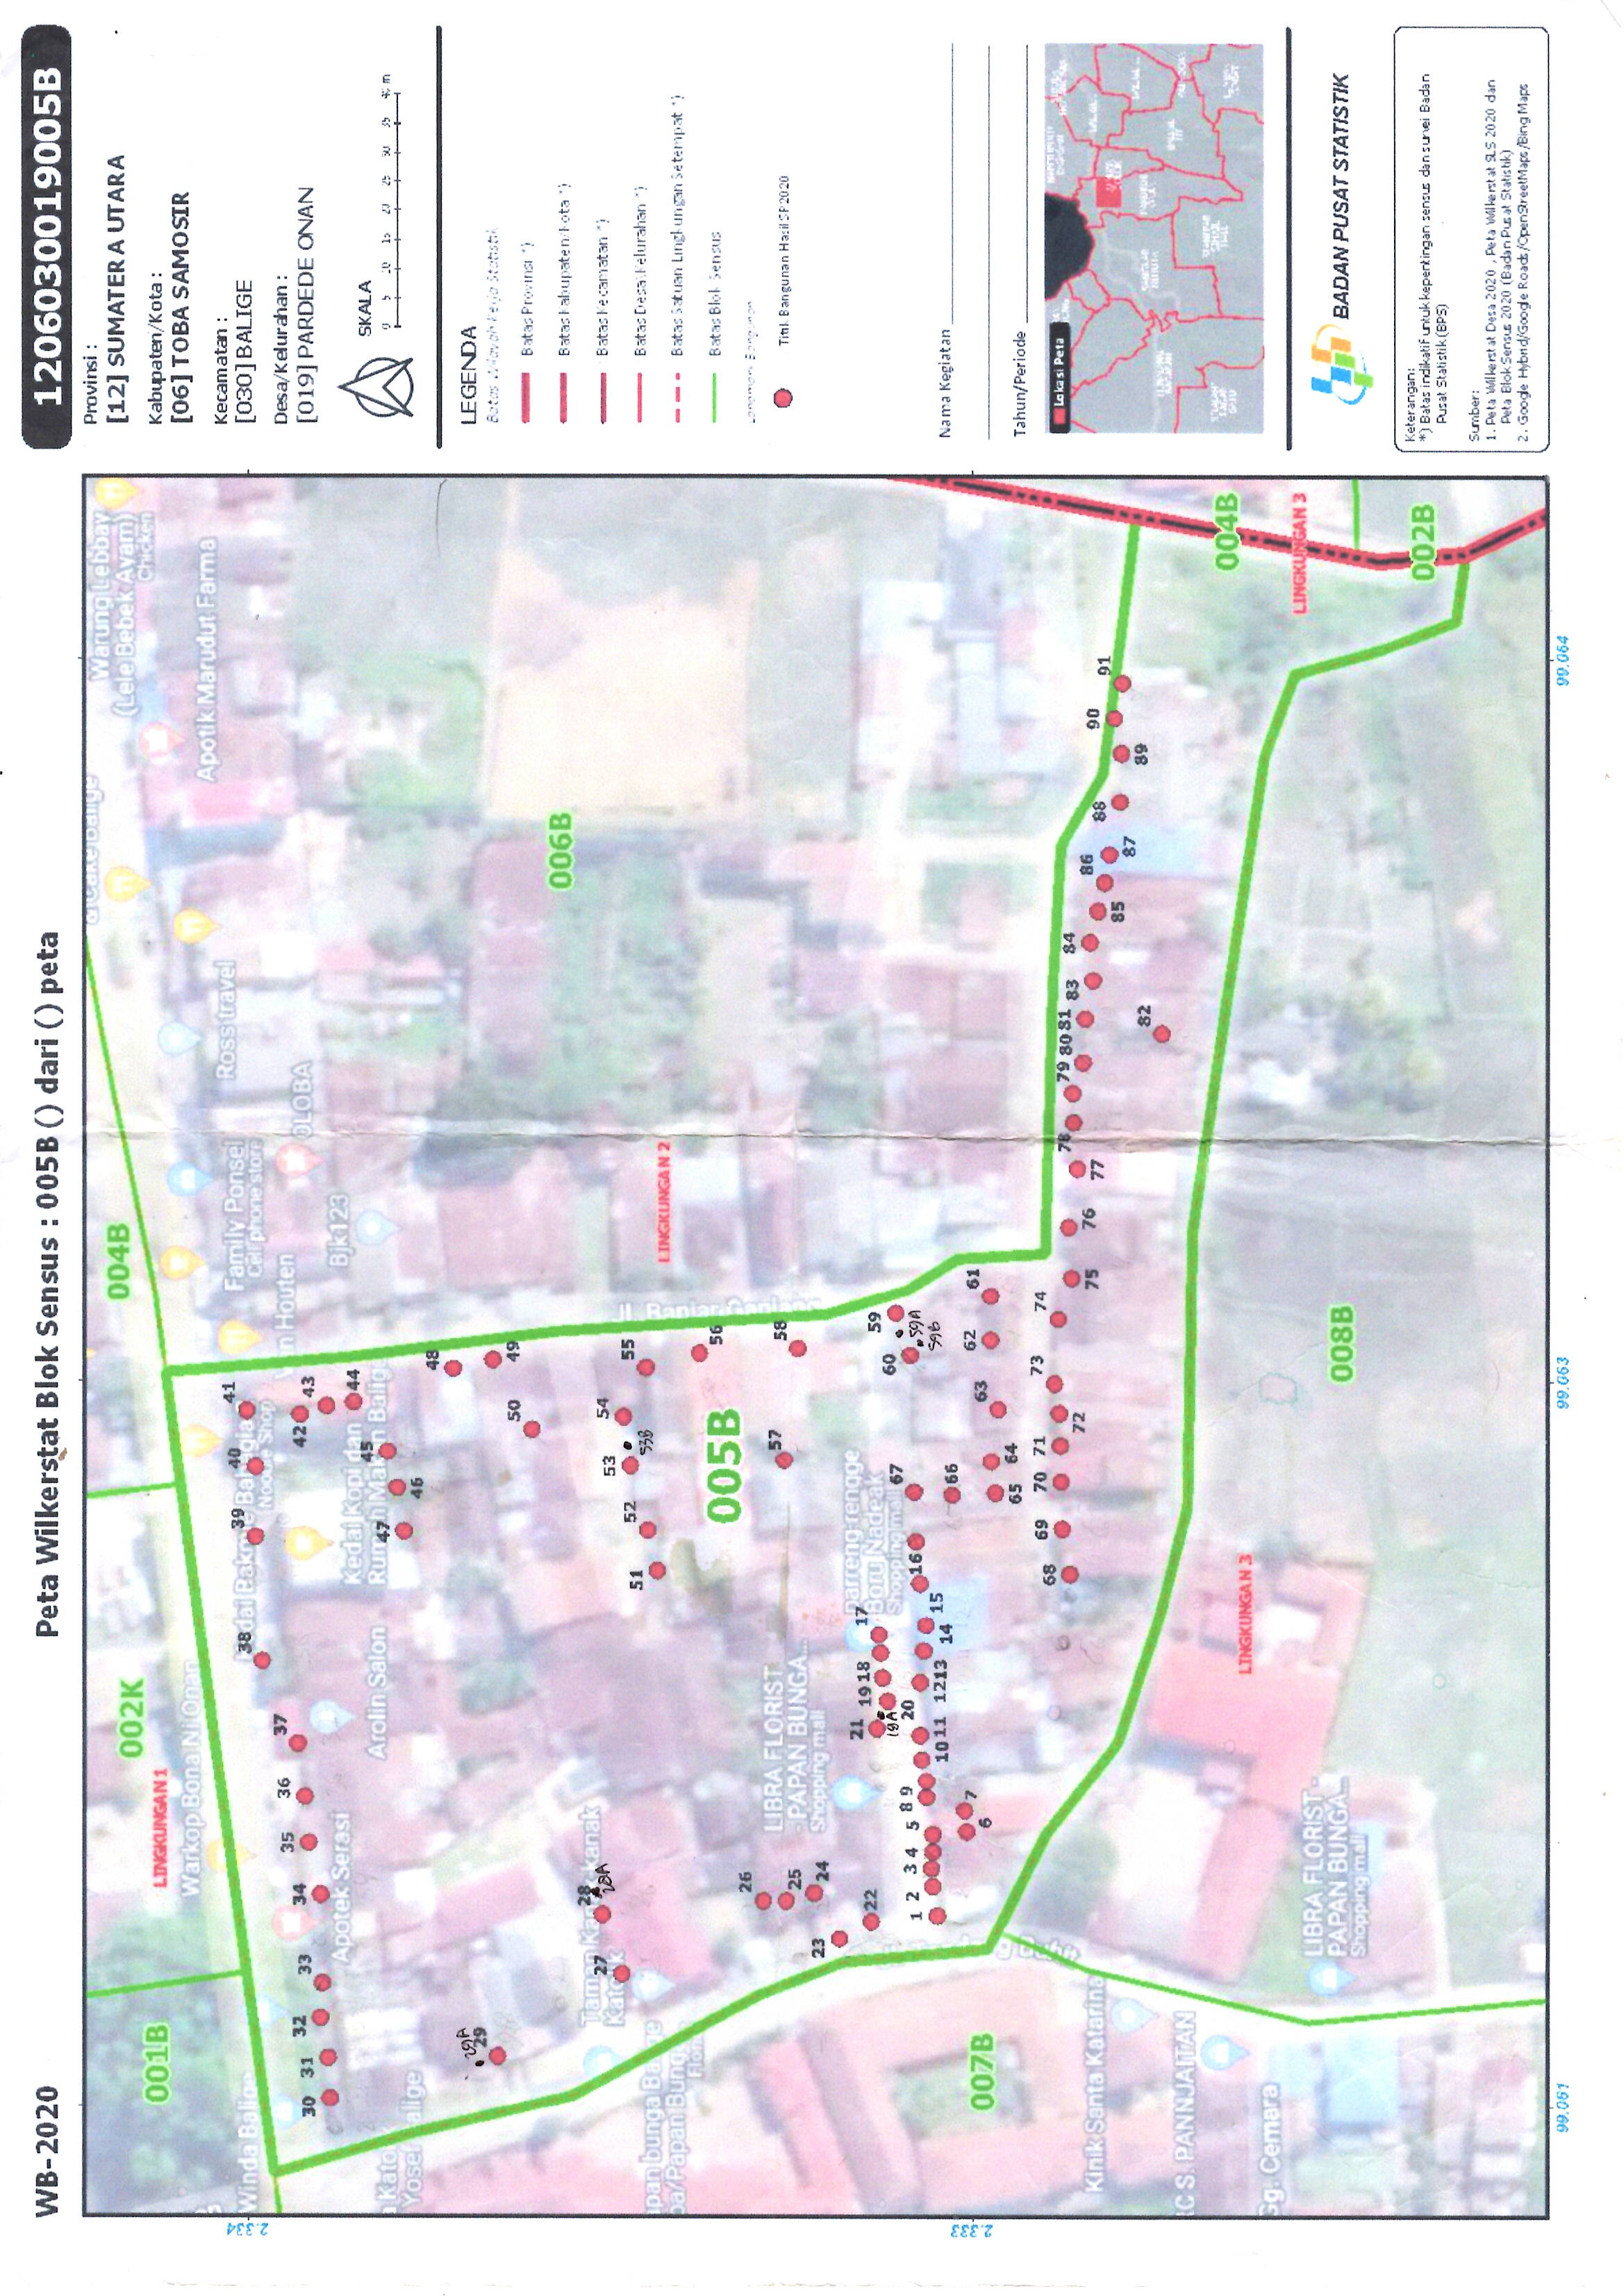 WB-2020
Peta Wilkerstat Blok Sensus : 005B () dari () peta
1206030019005B
Provinsi :
[12] SUMATERA UTARA
Kabupaten/Kota :
[06] TOBA SAMOSIR
Kecamatan :
[030] BALIGE
Desa/Kelurahan :
[019] PARDEDE ONAN
SKALA
0 5 10 15 20 25 30 35 40 m
LEGENDA
Batas Wilayah Kerja Statistik
Batas Provinsi *)
Batas Kabupaten/Kota *)
Batas Kecamatan *)
Batas Desa/Kelurahan *)
Batas Satuan Lingkungan Setempat *)
Batas Blok Sensus
Titik Bangunan Hasil SP2020
Nama Kegiatan
Tahun/Periode
Lokasi Peta
BADAN PUSAT STATISTIK
Keterangan:
*) Batas indikatif untuk kepentingan sensus dan survei Badan
Pusat Statistik (BPS)
Sumber:
1. Peta Wilkerstat Desa 2020 , Peta Wilkerstat SLS 2020 dan
Peta Blok Sensus 2020 (Badan Pusat Statistik)
2. Google Hybrid/Google Roads/OpenStreetMaps/Bing Maps
001B
002K
004B
LINGKUNGAN 1
Warkop Bona Ni Onan
& Cake Balige
Warung Lebbay
(Lele Bebek Ayam)
Chicken
Apotik Marudut Farma
Ross travel
Family Ponsel
Cell phone store
Winda Balige
Bahagia
Noodle Shop
Houten
OLOBA
Bjk123
Apotek Serasi
Arolin Salon
Kedai Kopi dan
Rumah Makan Balige
Yosef Balige
2.334
30 31 32 33 34 35 36 37 38 39 40 41
42
43
44
45
46
47
48
49
50
29A
29
006B
Taman Kanak-kanak
Katolik
27 28
28A
51 52 53 54 55
53B
LINGKUNGAN 2
papan bunga Balige
ba/Papan Bunga
005B
56
57
58
26
25
24
23
22
LIBRA FLORIST
- PAPAN BUNGA...
Shopping mall
narreng-rengge
Boru Nadeak
Shopping mall
21 19 18 17
19A
20
59
60
59A
59B
1 2 3 4 5 8 9
10 11 12 13 14 15 16
67
66
6 7
65 64 63 62 61
2.333
007B
68 69 70 71 72 73 74 75 76 77 78 79 80 81 83 84 85 86 87 88 89 90 91
82
Kinik Santa Katarina
C S. PANNJAITAN
Gg. Cemara
LINGKUNGAN 3
LIBRA FLORIST -
PAPAN BUNGA...
Shopping mall
008B
004B
LINGKUNGAN 3
002B
99.061
99.063
99.064